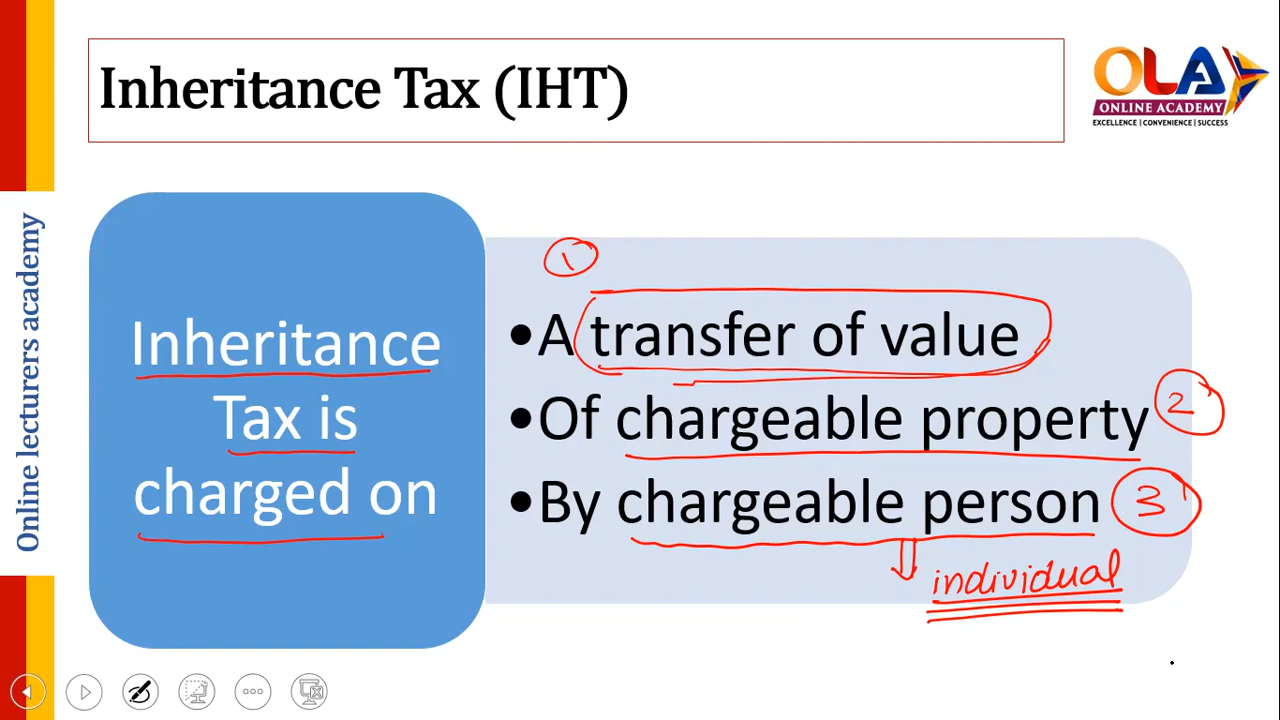 Inheritance Tax (IHT)
OLA
ONLINE ACADEMY
EXCELLENCE | CONVENIENCE | SUCCESS
Online lecturers academy
Inheritance
Tax is
charged on
1
•A transfer of value
•Of chargeable property 2
•By chargeable person 3
individual